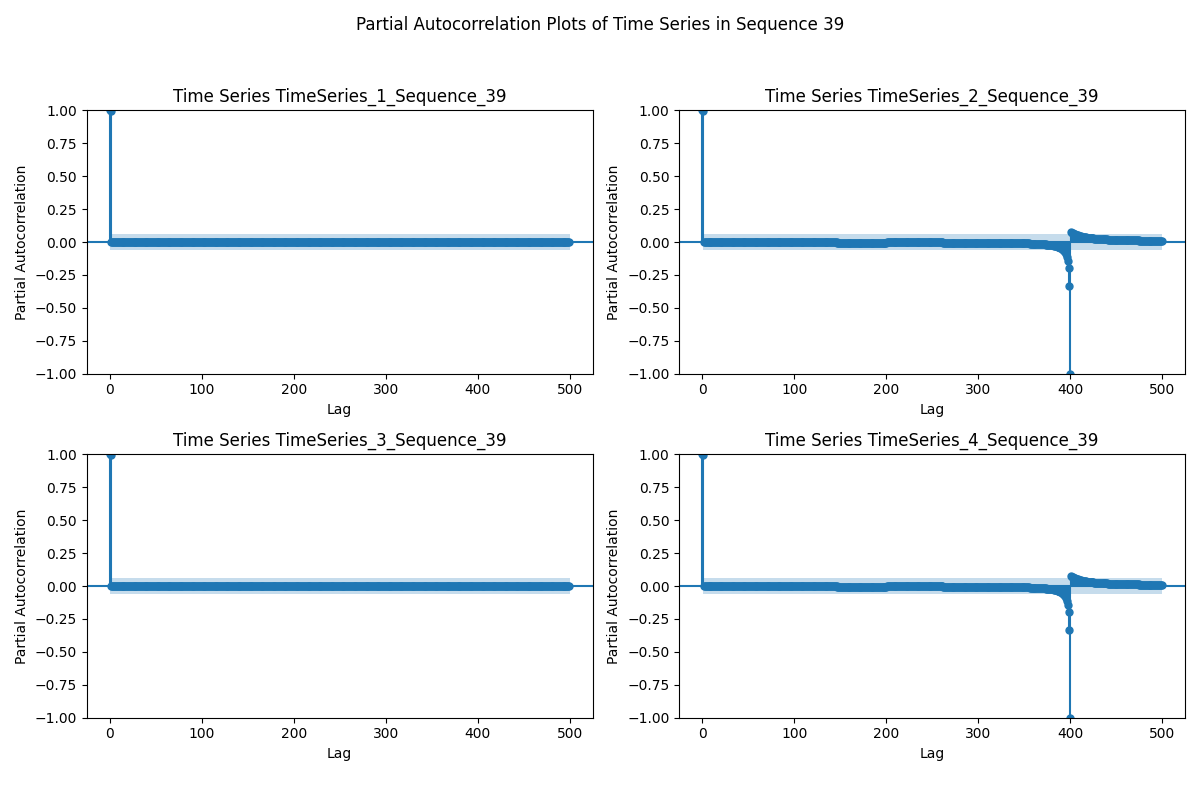 Partial Autocorrelation Plots of Time Series in Sequence 39
Time Series TimeSeries_1_Sequence_39
Partial Autocorrelation
1.00
0.75
0.50
0.25
0.00
−0.25
−0.50
−0.75
−1.00
0 100 200 300 400 500
Lag
Time Series TimeSeries_2_Sequence_39
Partial Autocorrelation
1.00
0.75
0.50
0.25
0.00
−0.25
−0.50
−0.75
−1.00
0 100 200 300 400 500
Lag
Time Series TimeSeries_3_Sequence_39
Partial Autocorrelation
1.00
0.75
0.50
0.25
0.00
−0.25
−0.50
−0.75
−1.00
0 100 200 300 400 500
Lag
Time Series TimeSeries_4_Sequence_39
Partial Autocorrelation
1.00
0.75
0.50
0.25
0.00
−0.25
−0.50
−0.75
−1.00
0 100 200 300 400 500
Lag